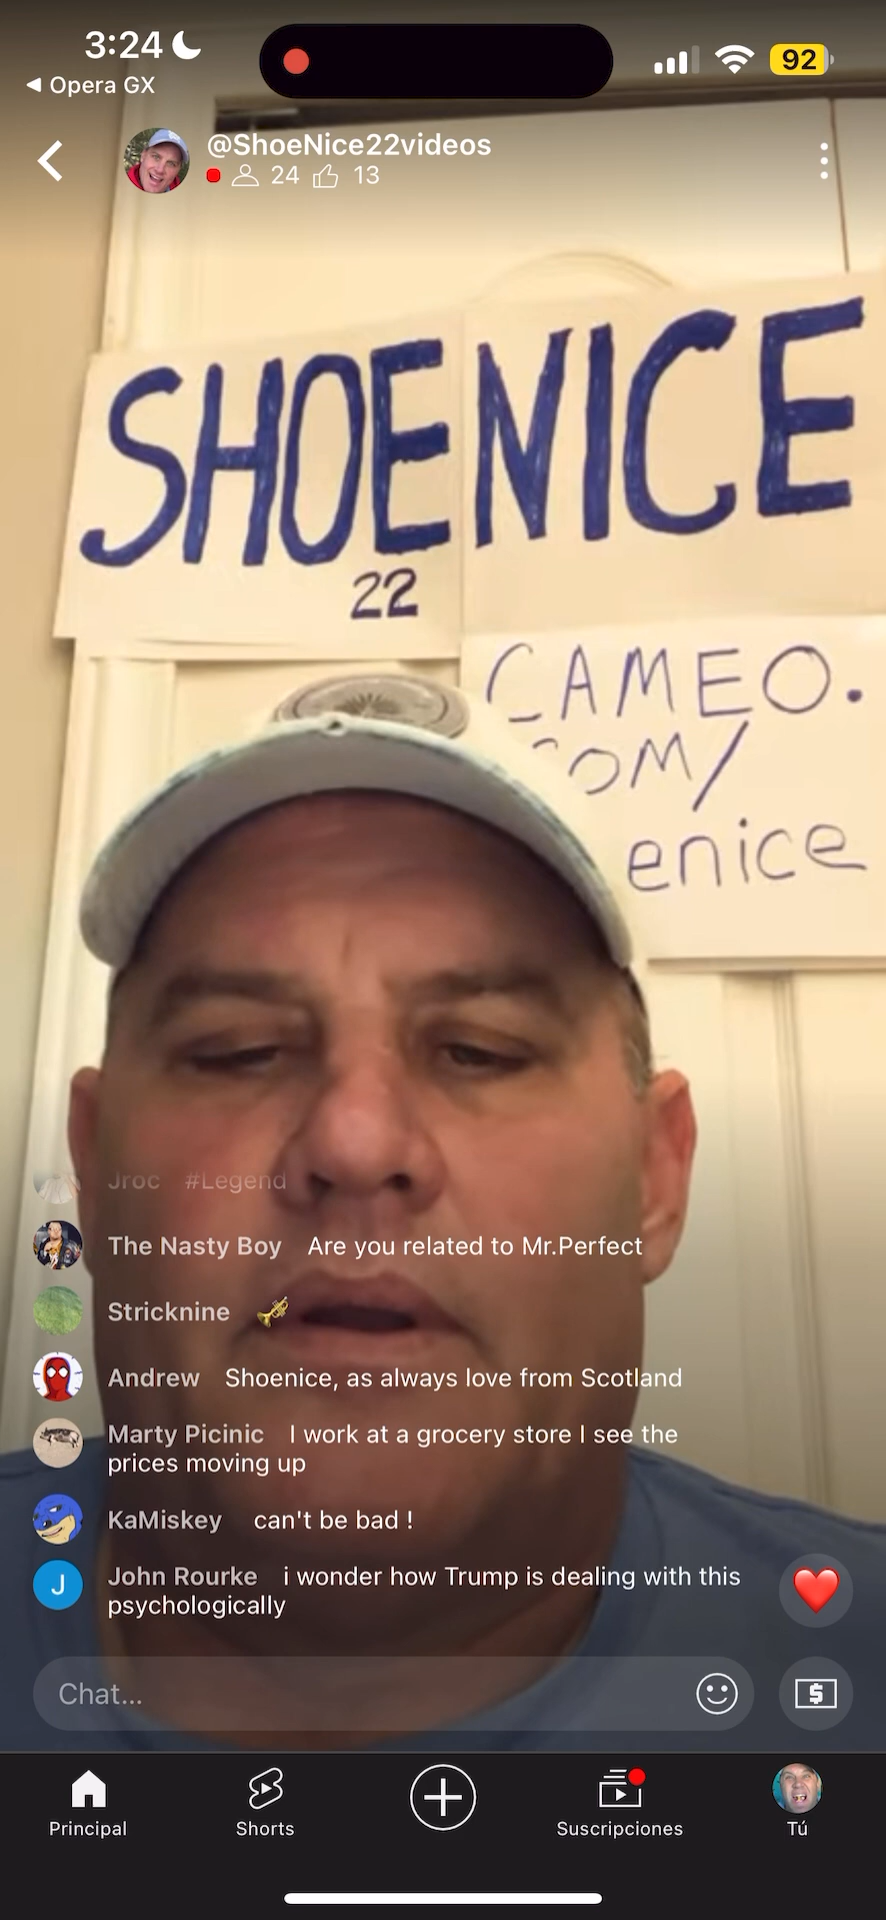 3:24
92
Opera GX
@ShoeNice22videos
24 13
SHOENICE
22
CAMEO.
COM/
enice
Jroc #Legend
The Nasty Boy Are you related to Mr.Perfect
Stricknine
Andrew Shoenice, as always love from Scotland
Marty Picinic I work at a grocery store I see the
prices moving up
KaMiskey can't be bad !
J John Rourke i wonder how Trump is dealing with this
psychologically
Chat...
Principal Shorts Suscripciones Tú